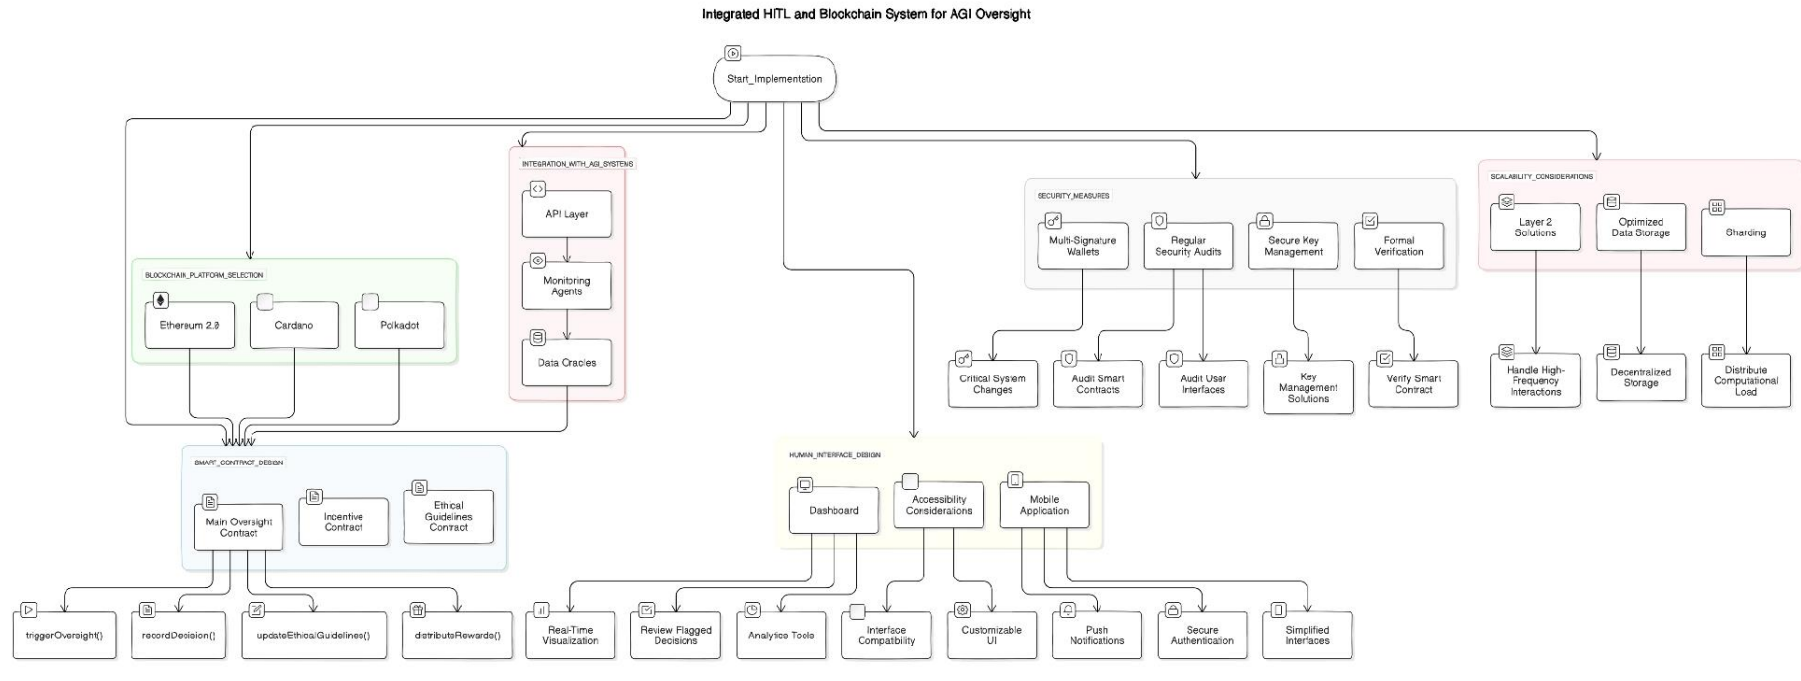 Integrated HITL and Blockchain System for AGI Oversight
Start_Implementation
INTEGRATION_WITH_AGI_SYSTEMS
API Layer
Monitoring
Agents
Data Oracles
BLOCKCHAIN_PLATFORM_SELECTION
Ethereum 2.0
Cardano
Polkadot
SECURITY_MEASURES
Multi-Signature
Wallets
Regular
Security Audits
Secure Key
Management
Formal
Verification
Critical System
Changes
Audit Smart
Contracts
Audit User
Interfaces
Key
Management
Solutions
Verify Smart
Contract
SCALABILITY_CONSIDERATIONS
Layer 2
Solutions
Optimized
Data Storage
Sharding
Handle High-
Frequency
Interactions
Decentralized
Storage
Distribute
Computational
Load
SMART_CONTRACT_DESIGN
Main Oversight
Contract
Incentive
Contract
Ethical
Guidelines
Contract
triggerOversight()
recordDecision()
updateEthicalGuidelines()
distributeRewards()
HUMAN_INTERFACE_DESIGN
Dashboard
Accessibility
Considerations
Mobile
Application
Real-Time
Visualization
Review Flagged
Decisions
Analytics Tools
Interface
Compatibility
Customizable
UI
Push
Notifications
Secure
Authentication
Simplified
Interfaces